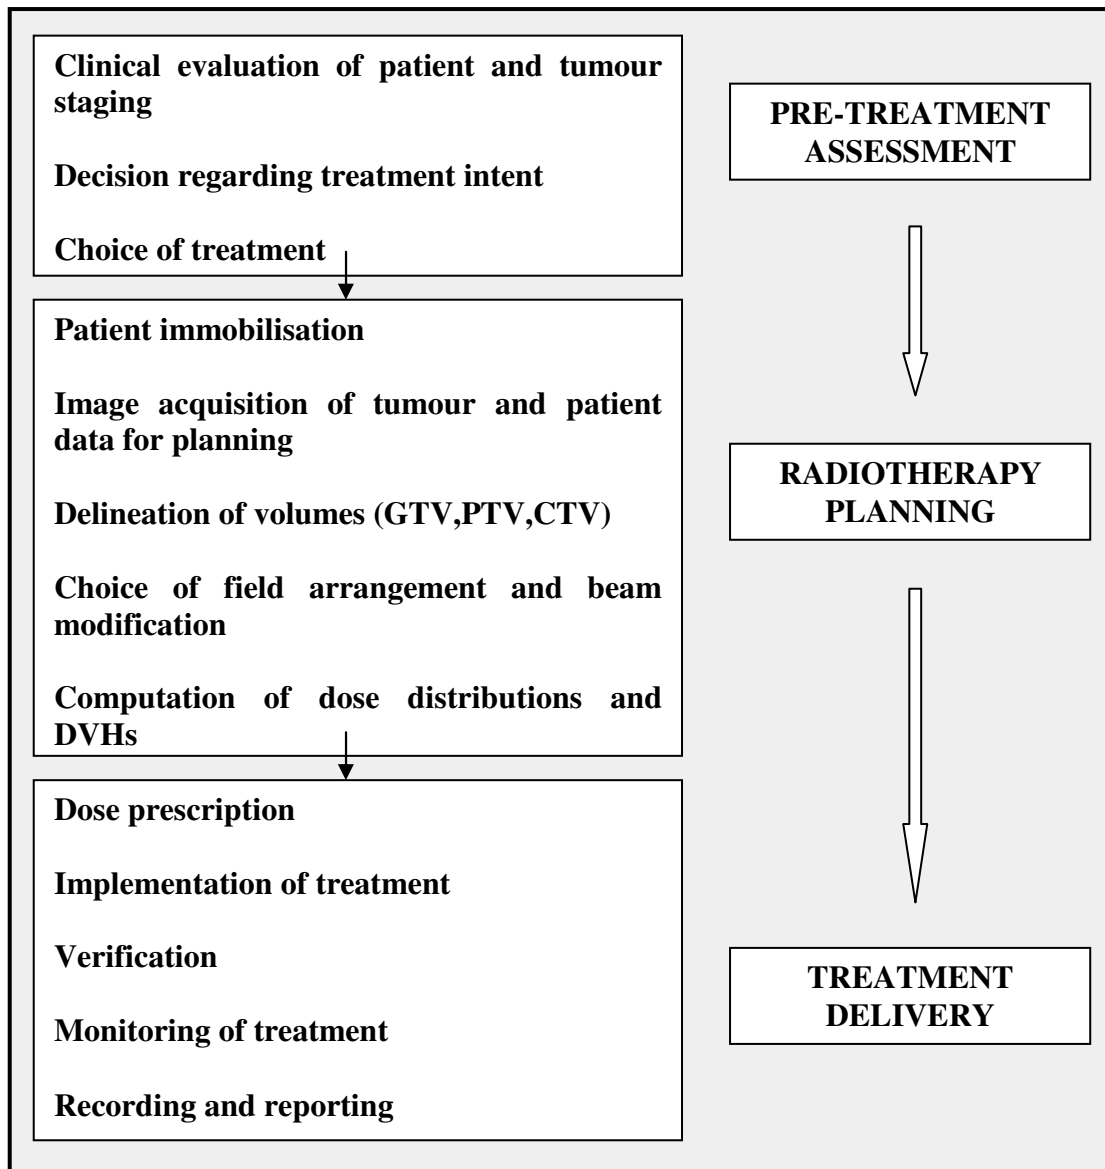 Clinical evaluation of patient and tumour
staging
Decision regarding treatment intent
Choice of treatment
PRE-TREATMENT
ASSESSMENT
Patient immobilisation
Image acquisition of tumour and patient
data for planning
Delineation of volumes (GTV,PTV,CTV)
Choice of field arrangement and beam
modification
Computation of dose distributions and
DVHs
RADIOTHERAPY
PLANNING
Dose prescription
Implementation of treatment
Verification
Monitoring of treatment
Recording and reporting
TREATMENT
DELIVERY